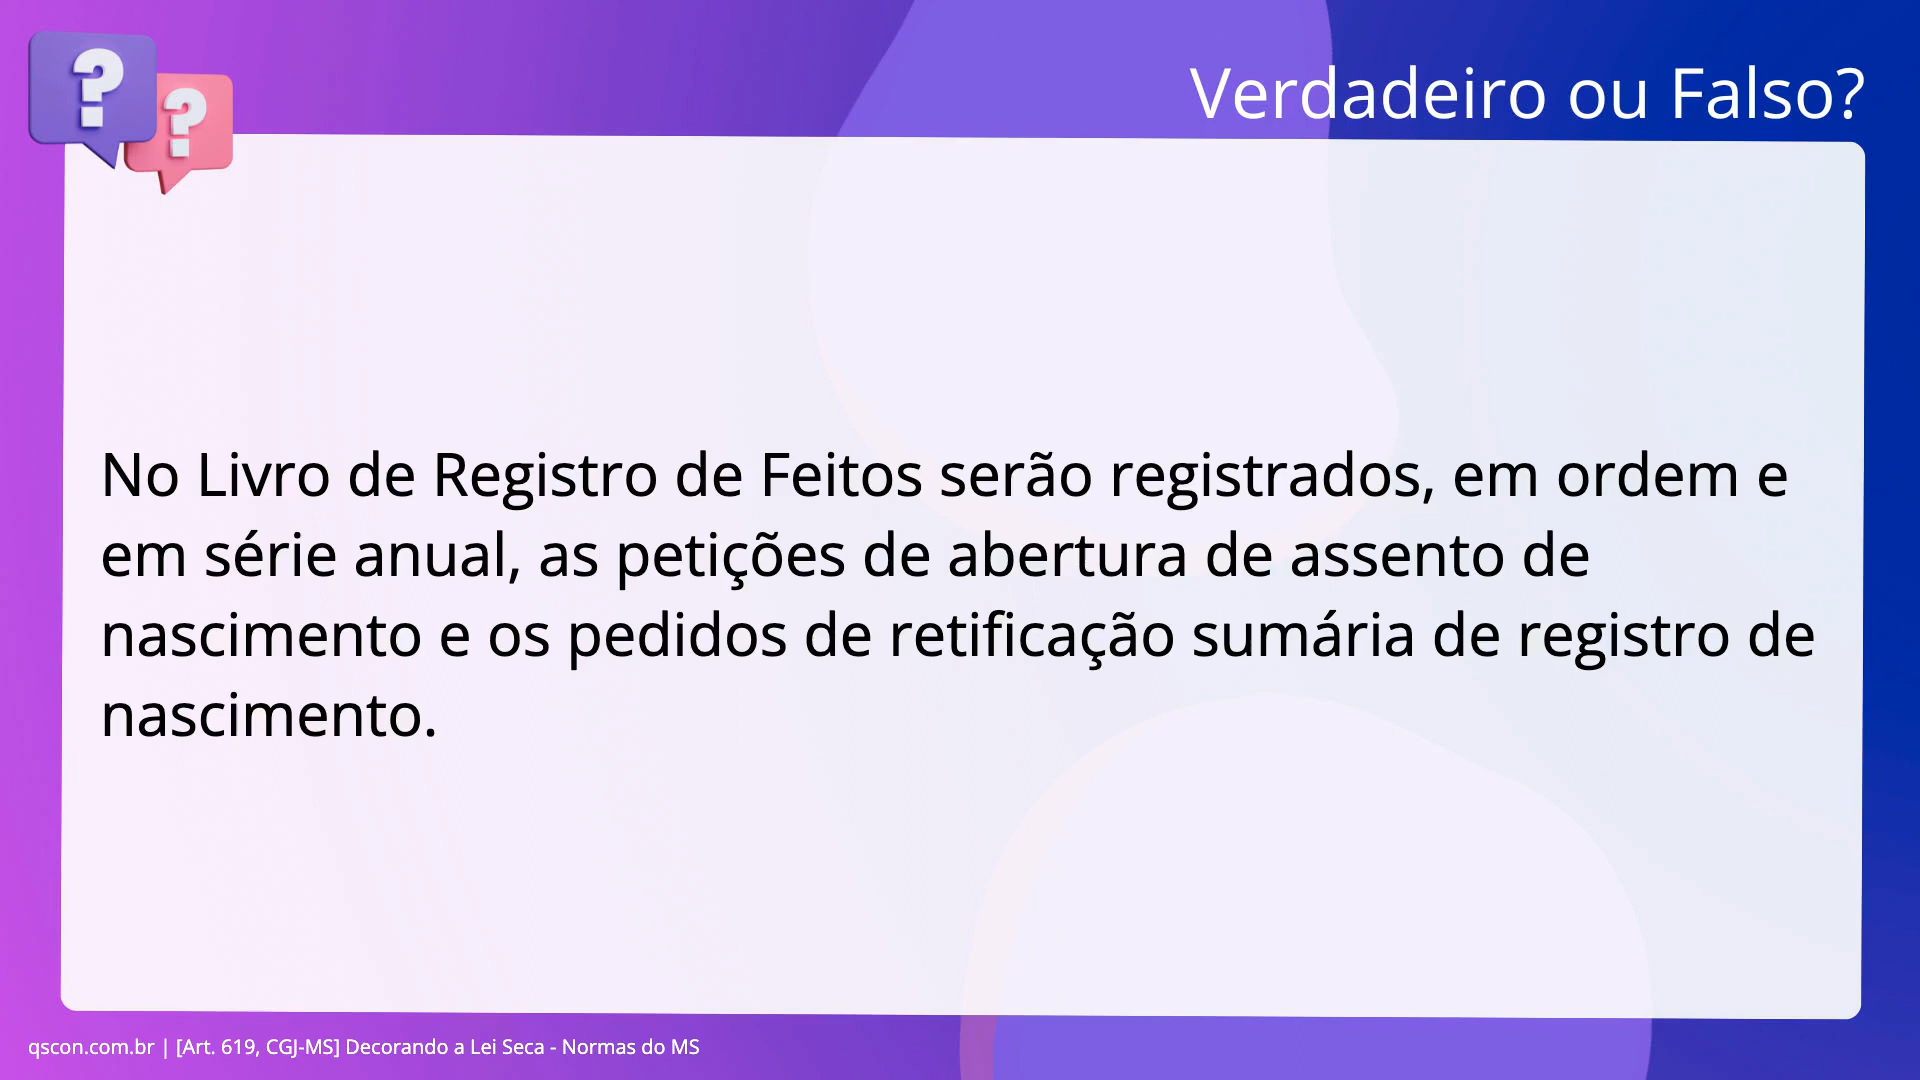 Verdadeiro ou Falso?
No Livro de Registro de Feitos serão registrados, em ordem e
em série anual, as petições de abertura de assento de
nascimento e os pedidos de retificação sumária de registro de
nascimento.
qscon.com.br | [Art. 619, CGJ-MS] Decorando a Lei Seca - Normas do MS